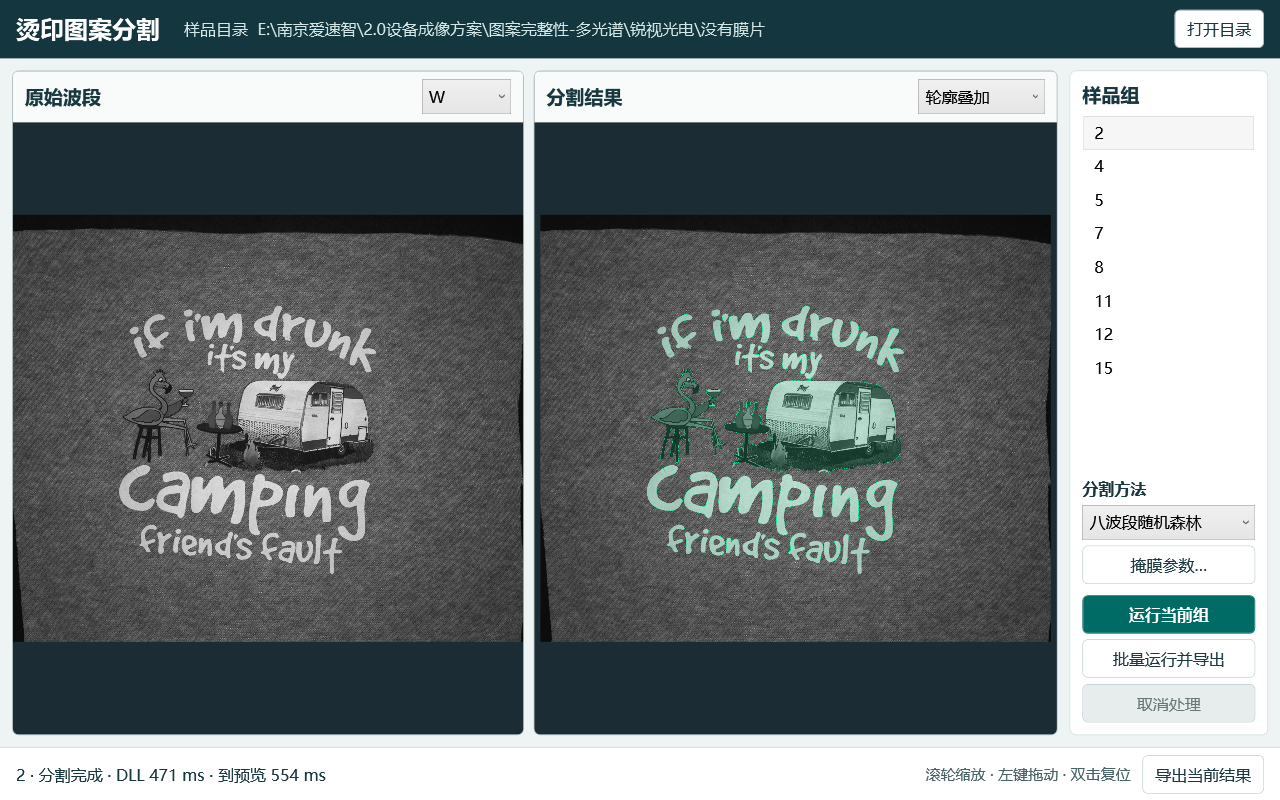 烫印图案分割
样品目录 E:\南京爱速智\2.0设备成像方案\图案完整性-多光谱\锐视光电\没有膜片
打开目录
原始波段
W
分割结果
轮廓叠加
样品组
2
4
5
7
8
11
12
15
if i'm drunk
it's my
Camping
friend's fault
if i'm drunk
it's my
Camping
friend's fault
分割方法
八波段随机森林
掩膜参数...
运行当前组
批量运行并导出
取消处理
2 · 分割完成 · DLL 471 ms · 到预览 554 ms
滚轮缩放 · 左键拖动 · 双击复位
导出当前结果